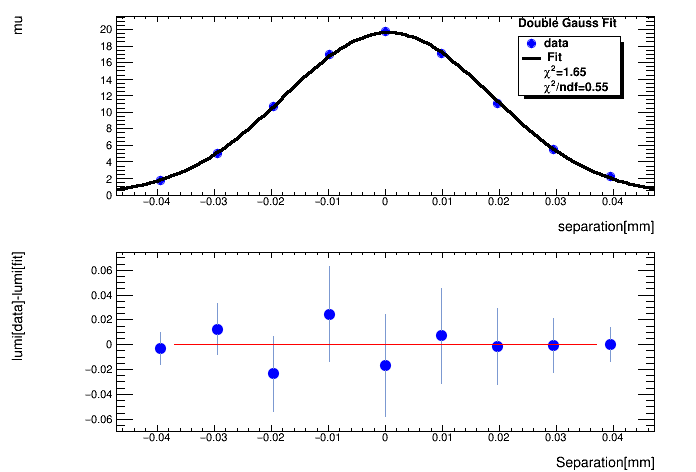 mu
Double Gauss Fit
data
Fit
χ²=1.65
χ²/ndf=0.55
20
18
16
14
12
10
8
6
4
2
0
−0.04 −0.03 −0.02 −0.01 0 0.01 0.02 0.03 0.04
separation[mm]
lumi[data]-lumi[fit]
0.06
0.04
0.02
0
−0.02
−0.04
−0.06
−0.04 −0.03 −0.02 −0.01 0 0.01 0.02 0.03 0.04
Separation[mm]